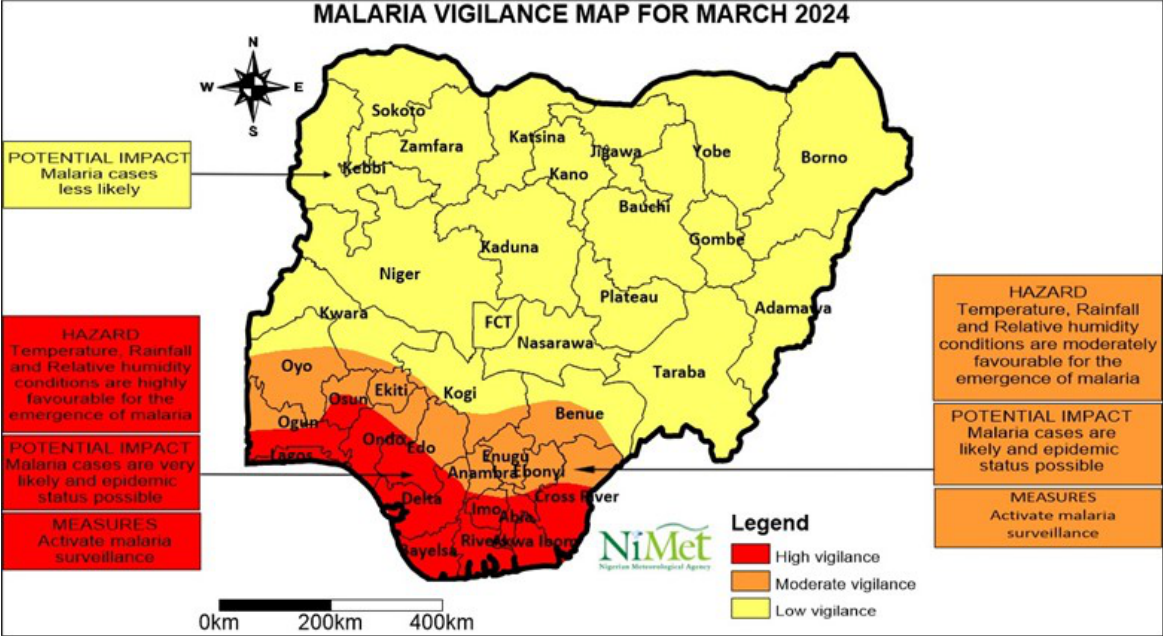 MALARIA VIGILANCE MAP FOR MARCH 2024
N
W
E
S
POTENTIAL IMPACT
Malaria cases
less likely
HAZARD
Temperature, Rainfall
and Relative humidity
conditions are highly
favourable for the
emergence of malaria
POTENTIAL IMPACT
Malaria cases are very
likely and epidemic
status possible
MEASURES
Activate malaria
surveillance
Sokoto
Zamfara
Katsina
Jigawa
Yobe
Borno
Kebbi
Kano
Bauchi
Gombe
Kaduna
Niger
Plateau
Adamawa
Kwara
FCT
Nasarawa
Taraba
Oyo
Ekiti
Kogi
Osun
Benue
Ogun
Ondo
Edo
Enugu
Lagos
Anambra
Ebonyi
Delta
Cross River
Imo
Abia
Rivers
Akwa Ibom
Bayelsa
HAZARD
Temperature, Rainfall
and Relative humidity
conditions are moderately
favourable for the
emergence of malaria
POTENTIAL IMPACT
Malaria cases are
likely and epidemic
status possible
MEASURES
Activate malaria
surveillance
NiMet
Nigerian Meteorological Agency
Legend
High vigilance
Moderate vigilance
Low vigilance
0km 200km 400km